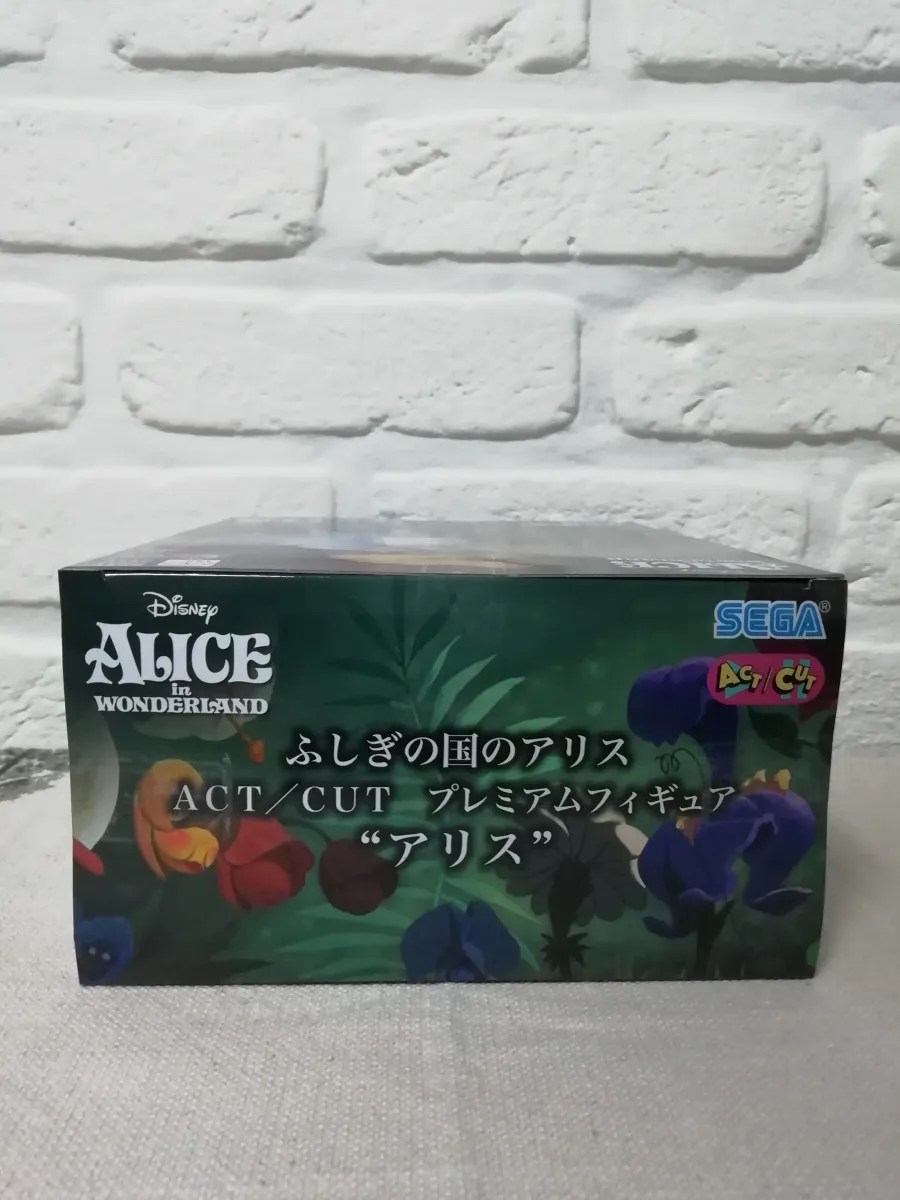 Disney
ALICE
in
WONDERLAND
SEGA®
ACT/CUT
ふしぎの国のアリス
ACT／CUT　プレミアムフィギュア
“アリス”